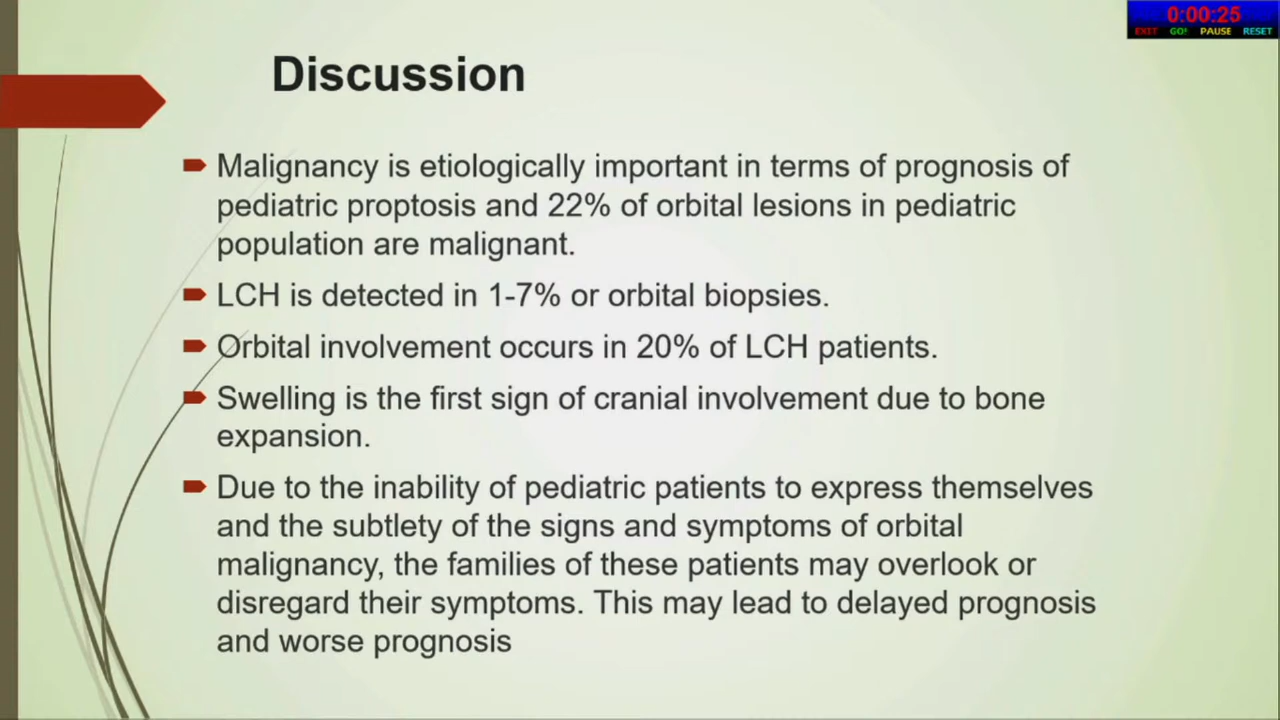 0:00:25
EXIT GO! PAUSE RESET
Discussion
Malignancy is etiologically important in terms of prognosis of
pediatric proptosis and 22% of orbital lesions in pediatric
population are malignant.
LCH is detected in 1-7% or orbital biopsies.
Orbital involvement occurs in 20% of LCH patients.
Swelling is the first sign of cranial involvement due to bone
expansion.
Due to the inability of pediatric patients to express themselves
and the subtlety of the signs and symptoms of orbital
malignancy, the families of these patients may overlook or
disregard their symptoms. This may lead to delayed prognosis
and worse prognosis